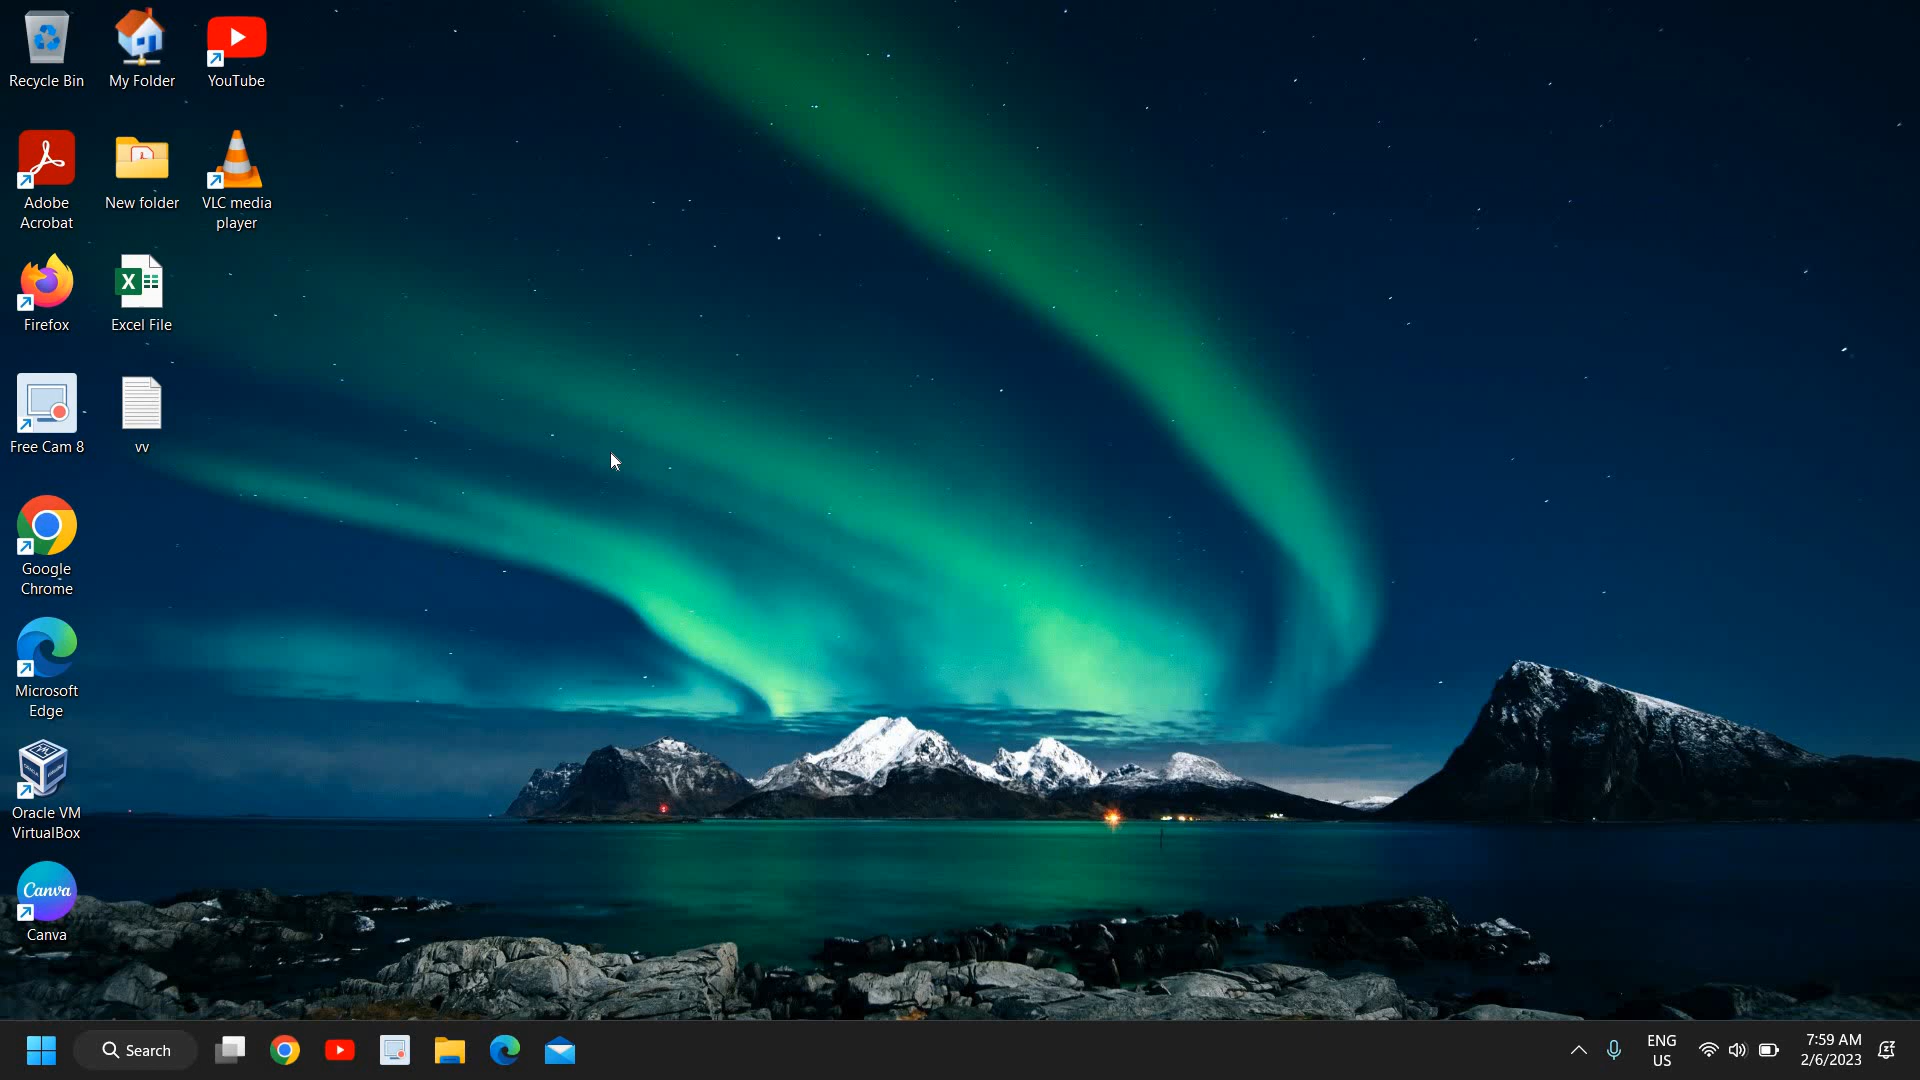 Recycle Bin
My Folder
YouTube
Adobe
Acrobat
New folder
VLC media
player
Firefox
Excel File
X
Free Cam 8
vv
Google
Chrome
Microsoft
Edge
Oracle VM
VirtualBox
Canva
Canva
Search
ENG
US
7:59 AM
2/6/2023